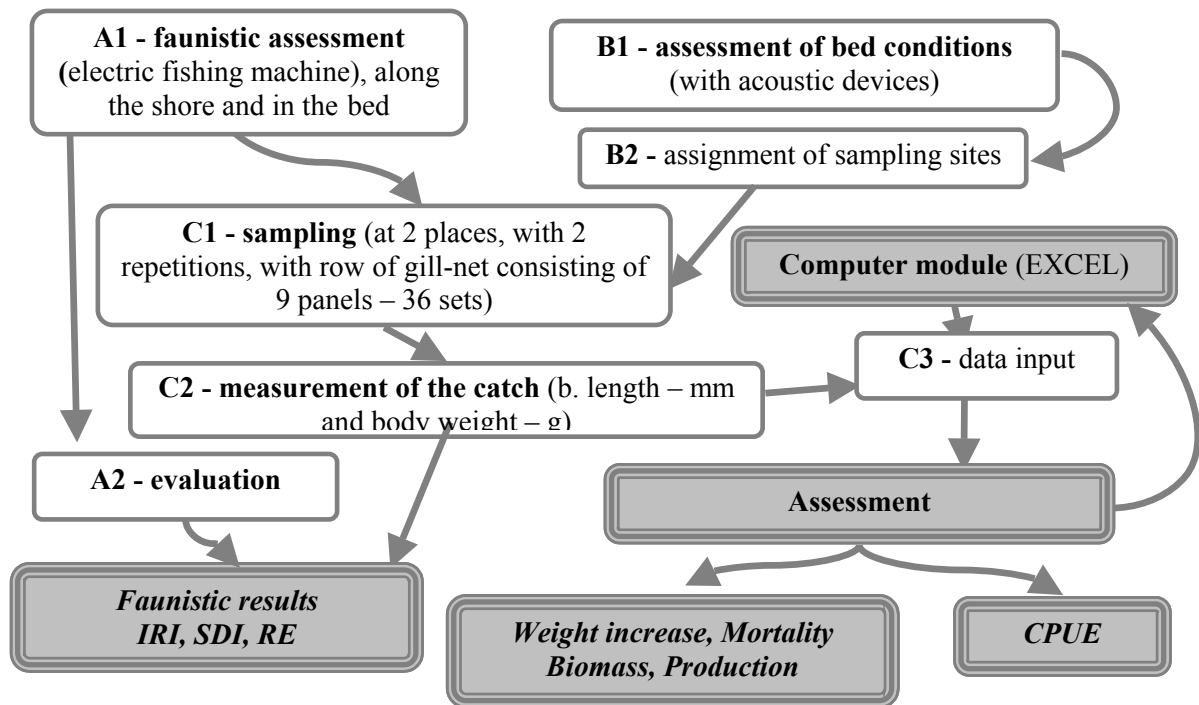 A1 - faunistic assessment
(electric fishing machine), along
the shore and in the bed
B1 - assessment of bed conditions
(with acoustic devices)
B2 - assignment of sampling sites
C1 - sampling (at 2 places, with 2
repetitions, with row of gill-net consisting of
9 panels – 36 sets)
Computer module (EXCEL)
C3 - data input
C2 - measurement of the catch (b. length – mm
and body weight – g)
A2 - evaluation
Assessment
Faunistic results
IRI, SDI, RE
Weight increase, Mortality
Biomass, Production
CPUE